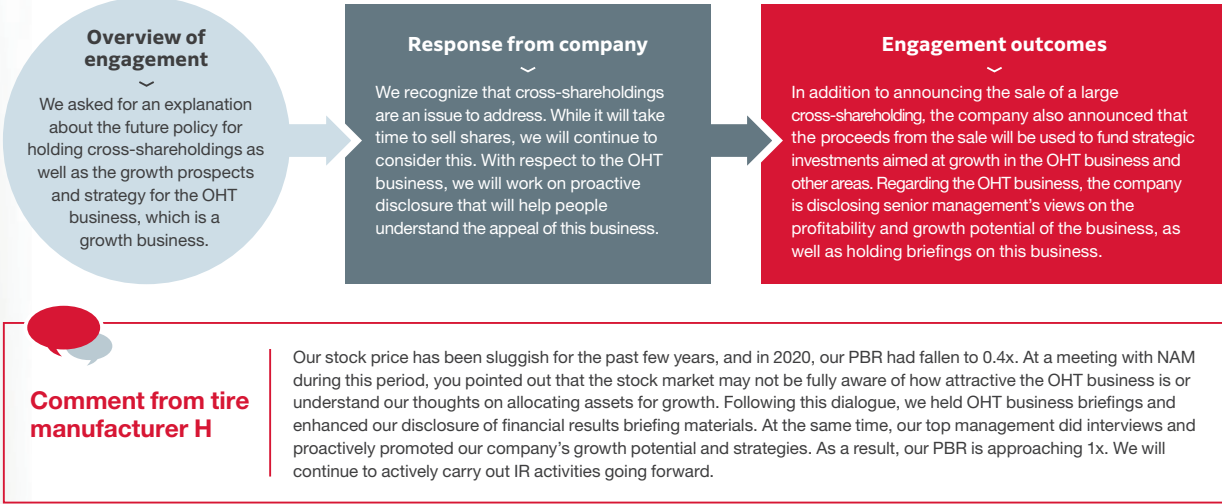 Overview of
engagement
We asked for an explanation
about the future policy for
holding cross-shareholdings as
well as the growth prospects
and strategy for the OHT
business, which is a
growth business.
Response from company
We recognize that cross-shareholdings
are an issue to address. While it will take
time to sell shares, we will continue to
consider this. With respect to the OHT
business, we will work on proactive
disclosure that will help people
understand the appeal of this business.
Engagement outcomes
In addition to announcing the sale of a large
cross-shareholding, the company also announced that
the proceeds from the sale will be used to fund strategic
investments aimed at growth in the OHT business and
other areas. Regarding the OHT business, the company
is disclosing senior management's views on the
profitability and growth potential of the business, as
well as holding briefings on this business.
Comment from tire
manufacturer H
Our stock price has been sluggish for the past few years, and in 2020, our PBR had fallen to 0.4x. At a meeting with NAM
during this period, you pointed out that the stock market may not be fully aware of how attractive the OHT business is or
understand our thoughts on allocating assets for growth. Following this dialogue, we held OHT business briefings and
enhanced our disclosure of financial results briefing materials. At the same time, our top management did interviews and
proactively promoted our company's growth potential and strategies. As a result, our PBR is approaching 1x. We will
continue to actively carry out IR activities going forward.